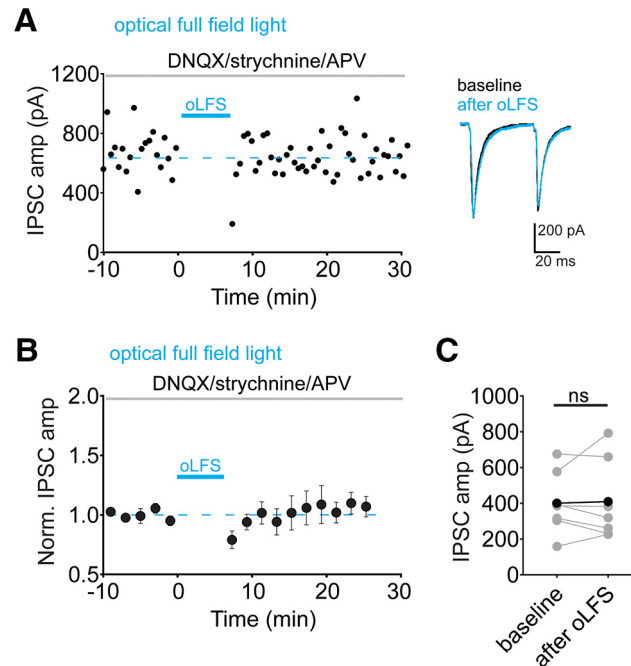 A
optical full field light
DNQX/strychnine/APV
IPSC amp (pA)
1200
800
400
0
oLFS
-10
0
10
20
30
Time (min)
baseline
after oLFS
200 pA
20 ms
B
optical full field light
DNQX/strychnine/APV
Norm. IPSC amp
2.0
1.5
1.0
0.5
oLFS
-10
0
10
20
30
Time (min)
C
ns
IPSC amp (pA)
1000
800
600
400
200
0
baseline
after oLFS